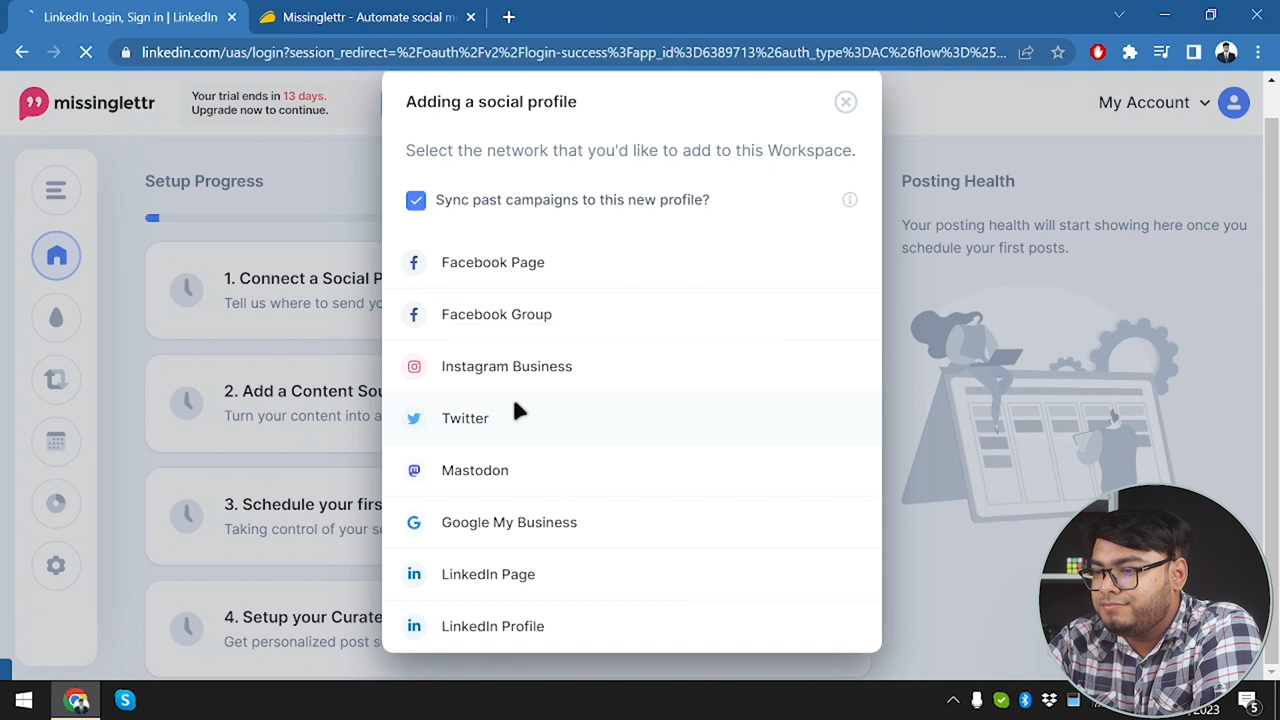 LinkedIn Login, Sign in | LinkedIn
Missinglettr - Automate social m
linkedin.com/uas/login?session_redirect=%2Foauth%2Fv2%2Flogin-success%3Fapp_id%3D6389713%26auth_type%3DAC%26flow%3D%25...
missinglettr
Your trial ends in 13 days.
Upgrade now to continue.
My Account
Adding a social profile
Select the network that you'd like to add to this Workspace.
Sync past campaigns to this new profile?
Facebook Page
Facebook Group
Instagram Business
Twitter
Mastodon
Google My Business
LinkedIn Page
LinkedIn Profile
Setup Progress
1. Connect a Social P
Tell us where to send yo
2. Add a Content Sou
Turn your content into a
3. Schedule your firs
Taking control of your s
4. Setup your Curate
Get personalized post s
Posting Health
Your posting health will start showing here once you
schedule your first posts.
2023
5